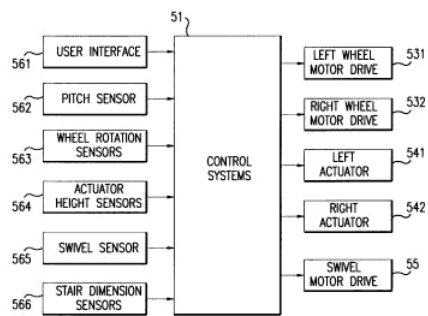 51
561
USER INTERFACE
562
PITCH SENSOR
563
WHEEL ROTATION
SENSORS
564
ACTUATOR
HEIGHT SENSORS
565
SWIVEL SENSOR
566
STAIR DIMENSION
SENSORS
CONTROL
SYSTEMS
LEFT WHEEL
MOTOR DRIVE
531
RIGHT WHEEL
MOTOR DRIVE
532
LEFT
ACTUATOR
541
RIGHT
ACTUATOR
542
SWIVEL
MOTOR DRIVE
55